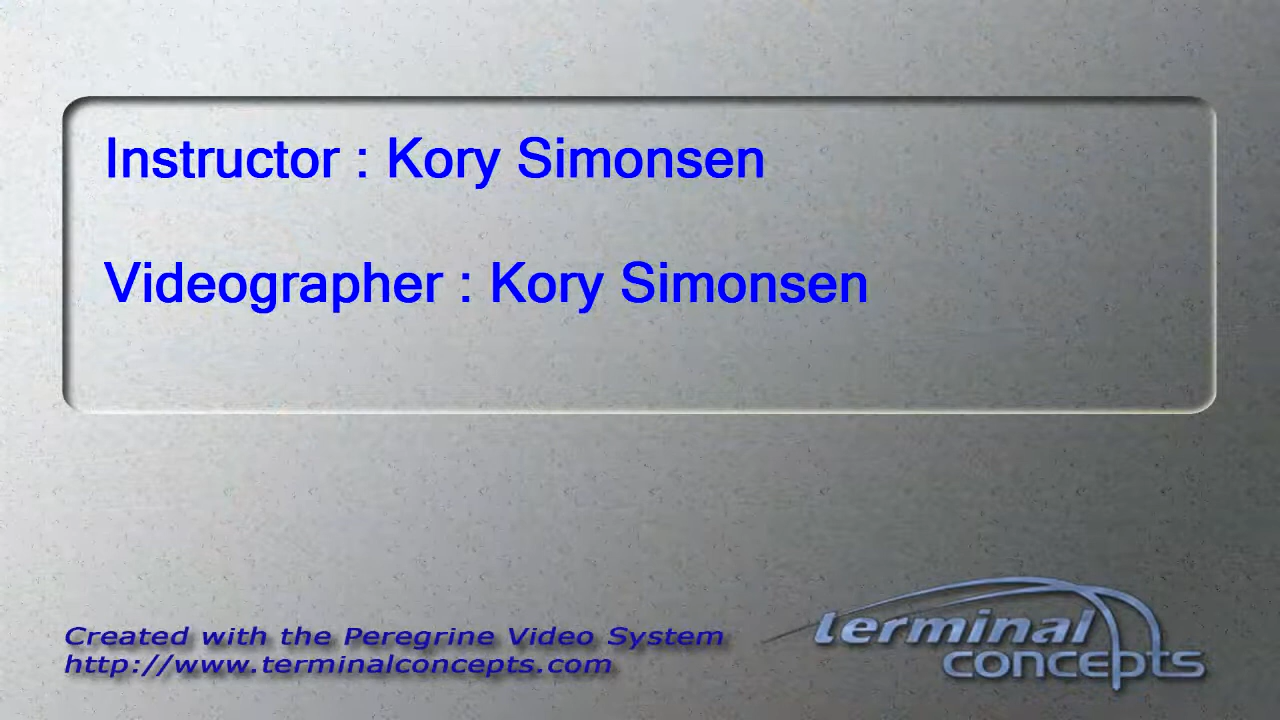 Instructor : Kory Simonsen
Videographer : Kory Simonsen
Created with the Peregrine Video System
http://www.terminalconcepts.com
terminal
concepts